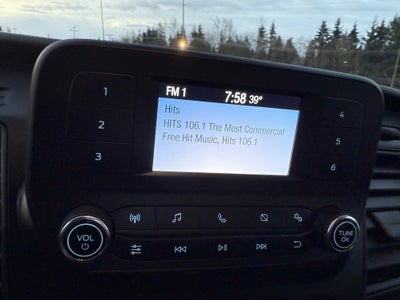 FM 1 7:58 39°
Hits
HITS 106.1 The Most Commercial
Free Hit Music, Hits 106.1
1
2
3
4
5
6
VOL
TUNE
OK